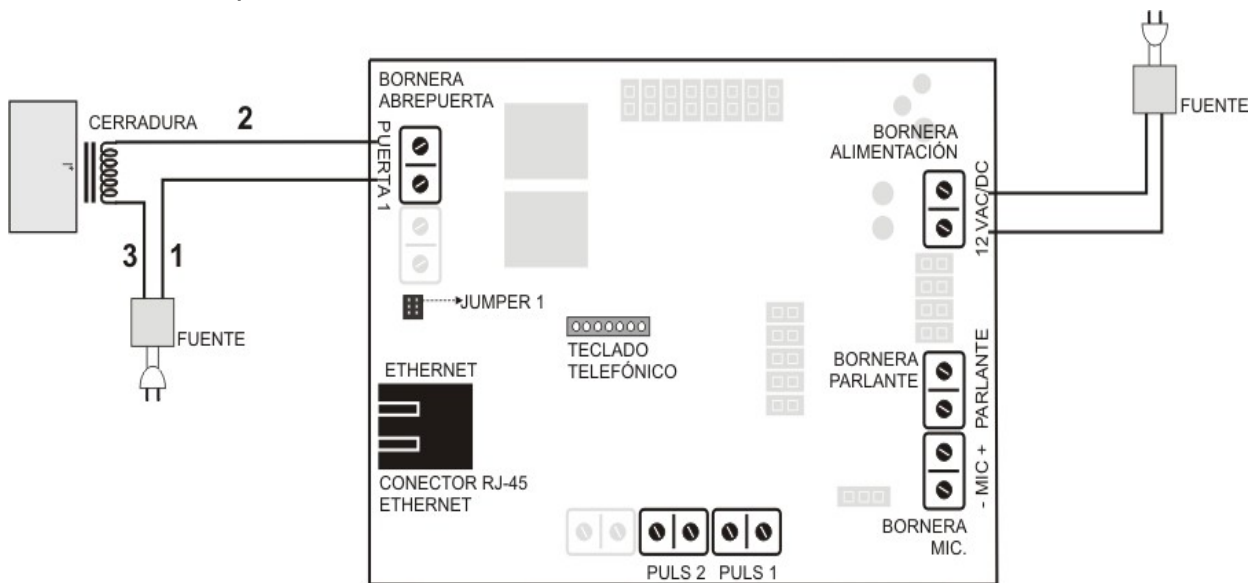 BORNERA
ABREPUERTA
CERRADURA
2
PUERTA 1
3
1
FUENTE
JUMPER 1
TECLADO
TELEFÓNICO
ETHERNET
CONECTOR RJ-45
ETHERNET
PULS 2
PULS 1
BORNERA
ALIMENTACIÓN
12 VAC/DC
FUENTE
BORNERA
PARLANTE
PARLANTE
- MIC +
BORNERA
MIC.